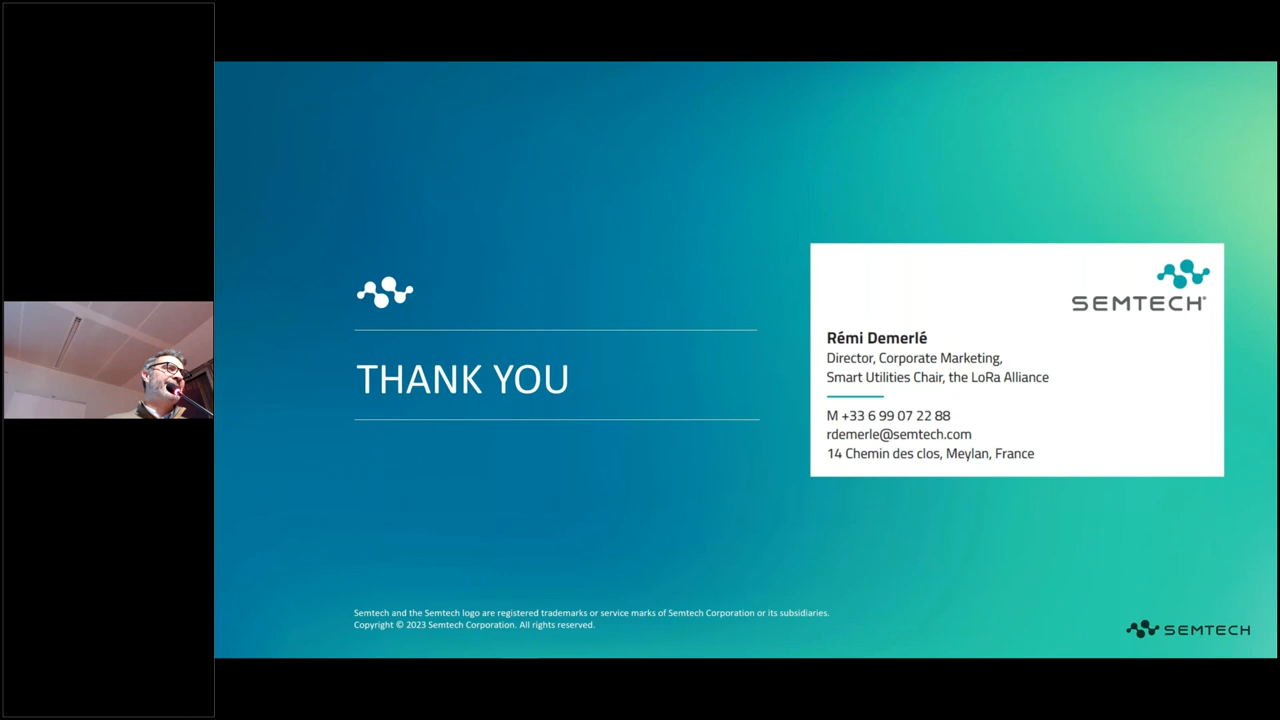 THANK YOU
SEMTECH®
Rémi Demerlé
Director, Corporate Marketing,
Smart Utilities Chair, the LoRa Alliance
M +33 6 99 07 22 88
rdemerle@semtech.com
14 Chemin des clos, Meylan, France
Semtech and the Semtech logo are registered trademarks or service marks of Semtech Corporation or its subsidiaries.
Copyright © 2023 Semtech Corporation. All rights reserved.
SEMTECH